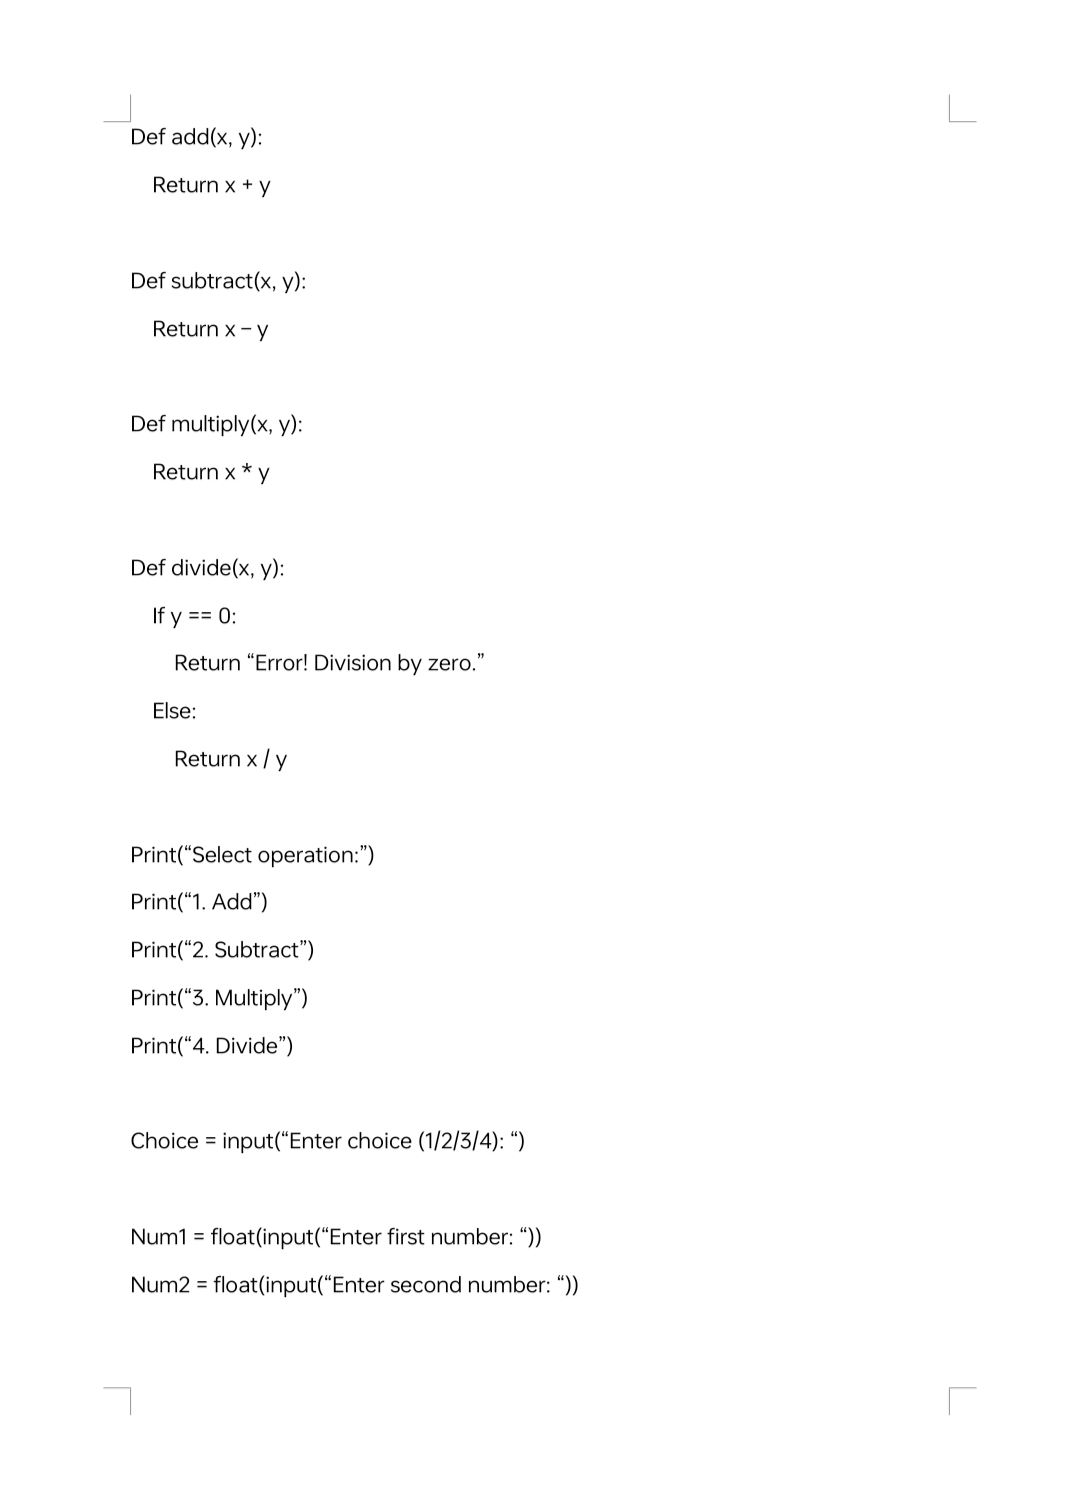 Def add(x, y):
Return x + y
Def subtract(x, y):
Return x – y
Def multiply(x, y):
Return x * y
Def divide(x, y):
If y == 0:
Return “Error! Division by zero.”
Else:
Return x / y
Print(“Select operation:”)
Print(“1. Add”)
Print(“2. Subtract”)
Print(“3. Multiply”)
Print(“4. Divide”)
Choice = input(“Enter choice (1/2/3/4): “)
Num1 = float(input(“Enter first number: “))
Num2 = float(input(“Enter second number: “))